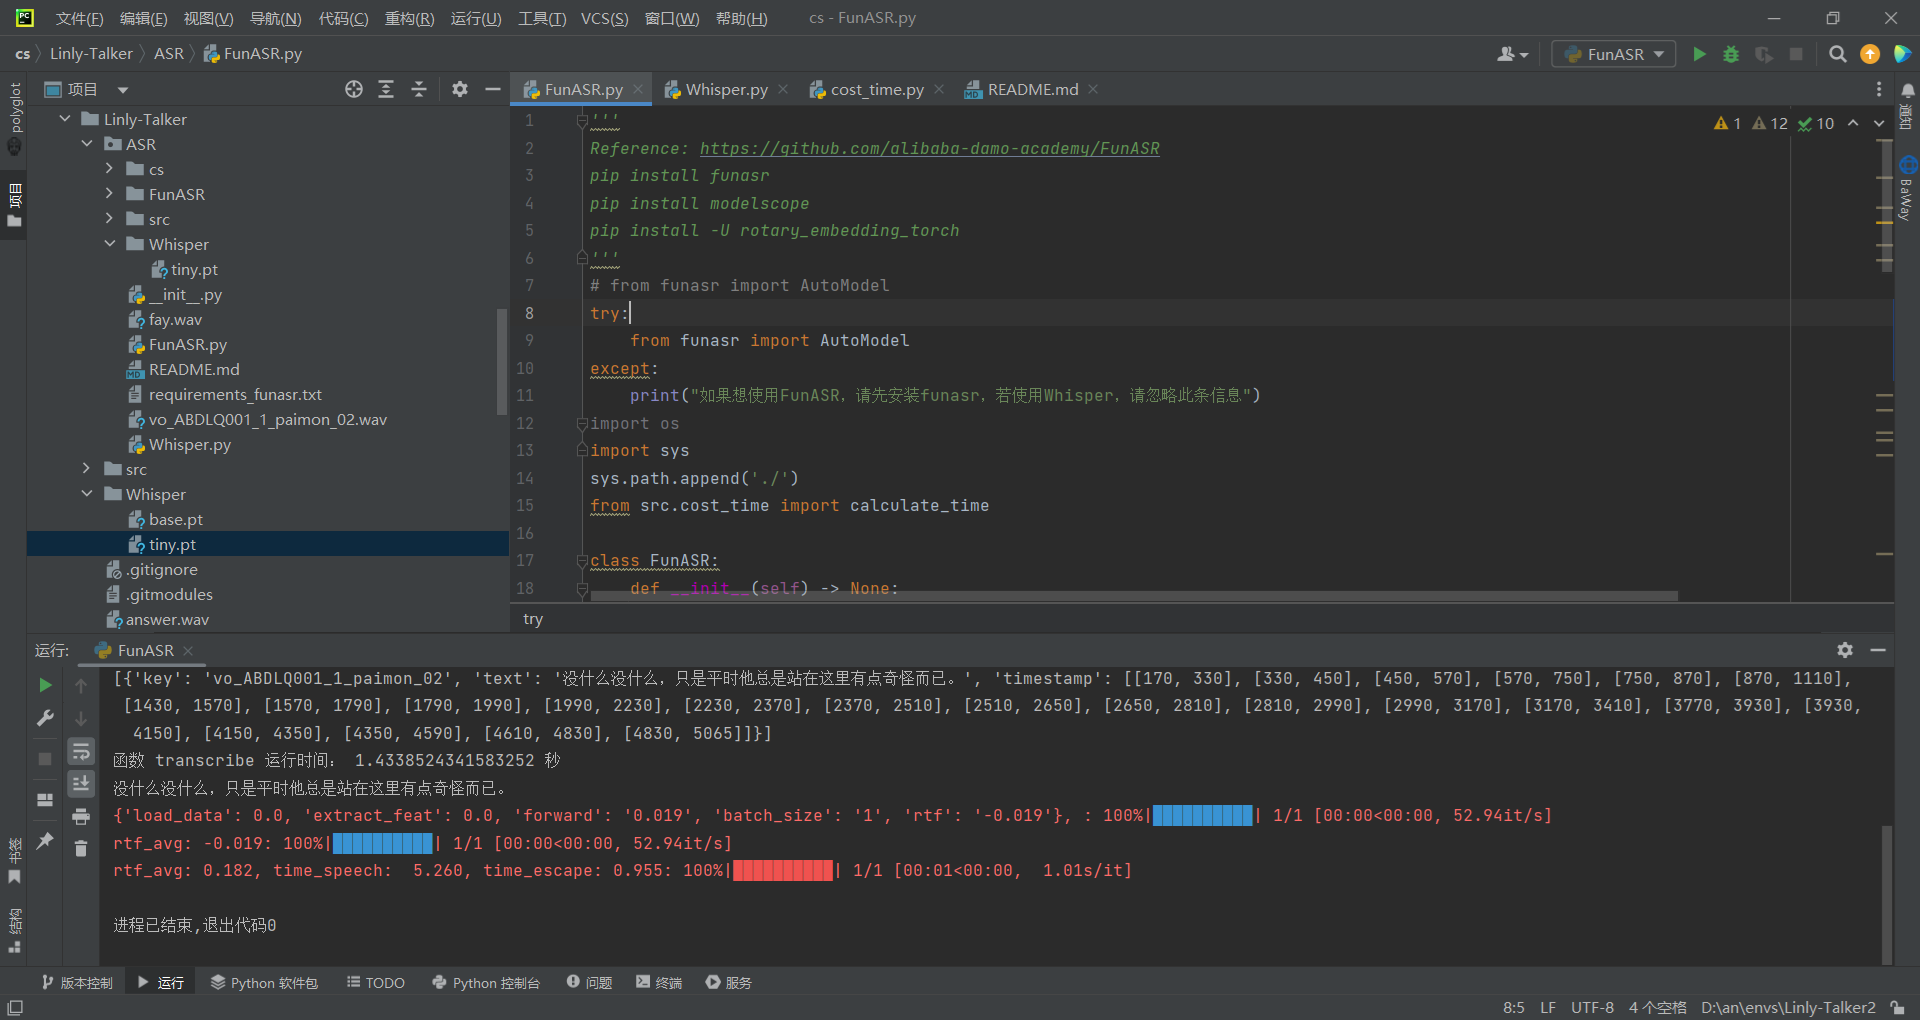 文件(F) 编辑(E) 视图(V) 导航(N) 代码(C) 重构(R) 运行(U) 工具(T) VCS(S) 窗口(W) 帮助(H) cs - FunASR.py
cs Linly-Talker ASR FunASR.py FunASR
项目 FunASR.py Whisper.py cost_time.py README.md
polyglot
项目
书签
结构
通知
BaWay
Linly-Talker
ASR
cs
FunASR
src
Whisper
tiny.pt
__init__.py
fay.wav
FunASR.py
README.md
requirements_funasr.txt
vo_ABDLQ001_1_paimon_02.wav
Whisper.py
src
Whisper
base.pt
tiny.pt
.gitignore
.gitmodules
answer.wav
1 12 10
1 '''
2 Reference: https://github.com/alibaba-damo-academy/FunASR
3 pip install funasr
4 pip install modelscope
5 pip install -U rotary_embedding_torch
6 '''
7 # from funasr import AutoModel
8 try:
9 from funasr import AutoModel
10 except:
11 print("如果想使用FunASR，请先安装funasr，若使用Whisper，请忽略此条信息")
12 import os
13 import sys
14 sys.path.append('./')
15 from src.cost_time import calculate_time
16
17 class FunASR:
18 def __init__(self) -> None:
try
运行: FunASR
[{'key': 'vo_ABDLQ001_1_paimon_02', 'text': '没什么没什么，只是平时他总是站在这里有点奇怪而已。', 'timestamp': [[170, 330], [330, 450], [450, 570], [570, 750], [750, 870], [870, 1110],
[1430, 1570], [1570, 1790], [1790, 1990], [1990, 2230], [2230, 2370], [2370, 2510], [2510, 2650], [2650, 2810], [2810, 2990], [2990, 3170], [3170, 3410], [3770, 3930], [3930,
4150], [4150, 4350], [4350, 4590], [4610, 4830], [4830, 5065]]}]
函数 transcribe 运行时间： 1.4338524341583252 秒
没什么没什么，只是平时他总是站在这里有点奇怪而已。
{'load_data': 0.0, 'extract_feat': 0.0, 'forward': '0.019', 'batch_size': '1', 'rtf': '-0.019'}, : 100%|██████████| 1/1 [00:00<00:00, 52.94it/s]
rtf_avg: -0.019: 100%|██████████| 1/1 [00:00<00:00, 52.94it/s]
rtf_avg: 0.182, time_speech:  5.260, time_escape: 0.955: 100%|██████████| 1/1 [00:01<00:00,  1.01s/it]
进程已结束,退出代码0
版本控制 运行 Python 软件包 TODO Python 控制台 问题 终端 服务
8:5 LF UTF-8 4 个空格 D:\an\envs\Linly-Talker2